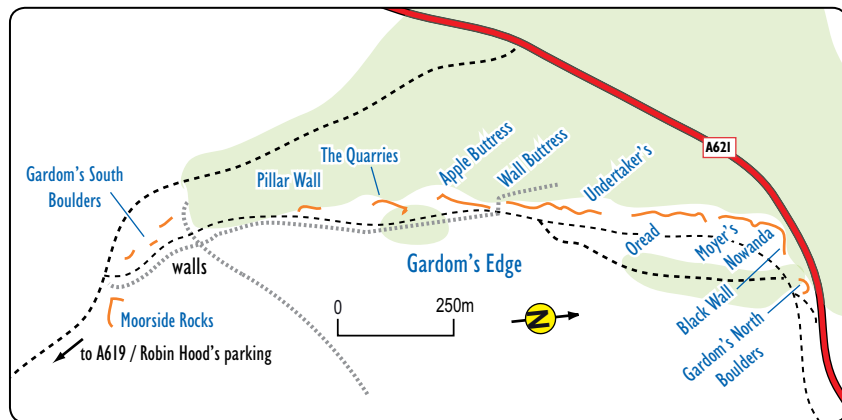 A621
Apple Buttress
Wall Buttress
The Quarries
Undertaker's
Gardom's South
Boulders
Pillar Wall
Oread
Moyer's
Nowanda
Gardom's Edge
walls
Black Wall
0 250m
Moorside Rocks
N
Gardom's North
Boulders
to A619 / Robin Hood's parking